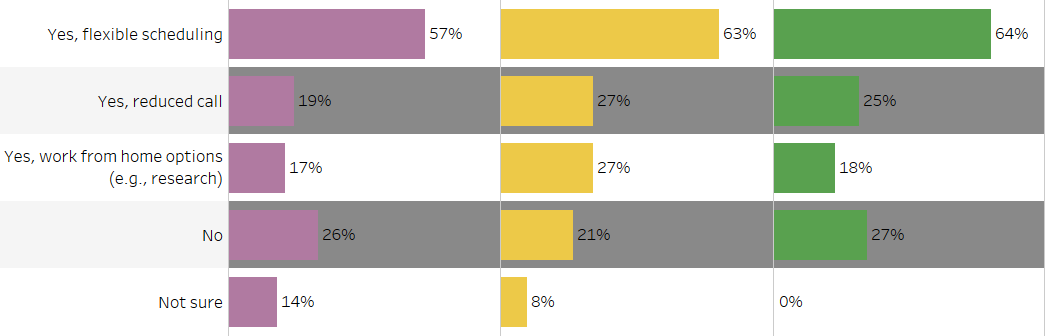 Yes, flexible scheduling 57% 63% 64%
Yes, reduced call 19% 27% 25%
Yes, work from home options
(e.g., research) 17% 27% 18%
No 26% 21% 27%
Not sure 14% 8% 0%